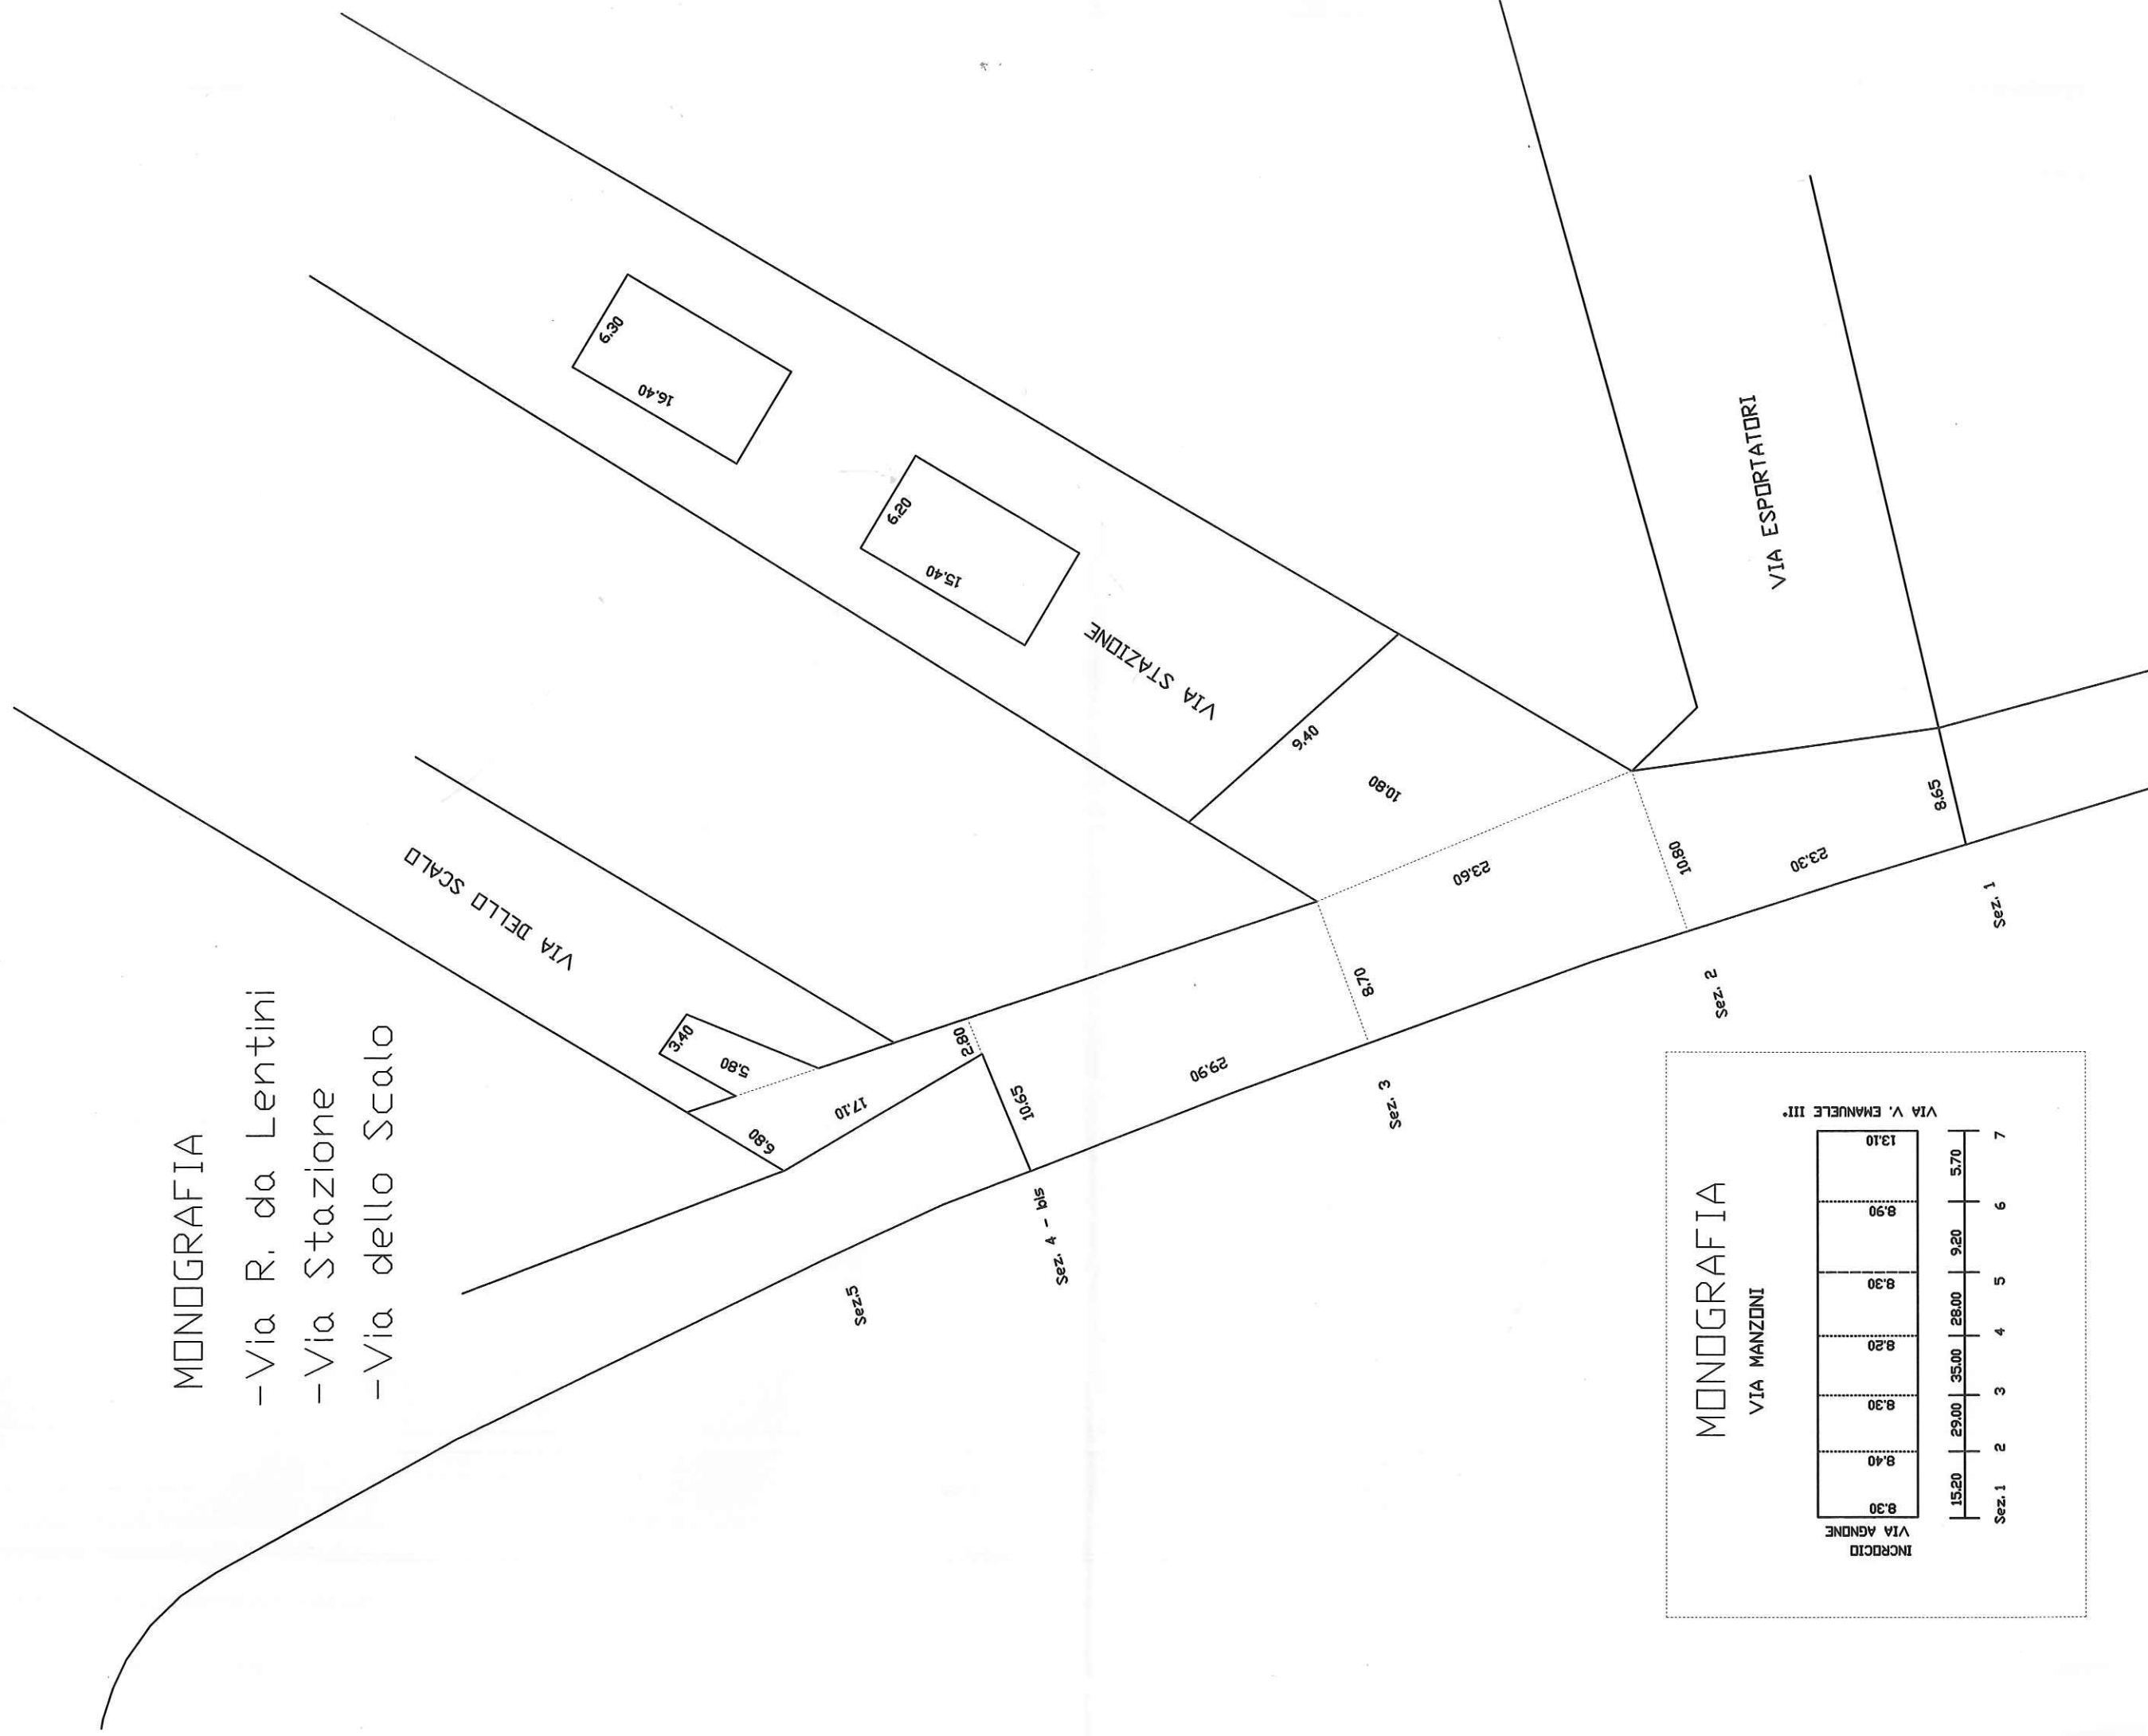 MONOGRAFIA
-Via R. da Lentini
-Via Stazione
-Via dello Scalo
VIA DELLO SCALO
3.40
5.80
6.80
17.10
2.80
10.65
29.90
8.70
6.30
16.40
6.20
15.40
VIA STAZIONE
9.40
10.80
23.60
10.80
23.30
8.65
VIA ESPORTATORI
Sez.5
Sez. 4 - bis
Sez. 3
Sez. 2
Sez. 1
MONOGRAFIA
VIA MANZONI
INCROCIO
VIA AGNONE
8.30
8.40
8.30
8.20
8.30
8.90
13.10
VIA V. EMANUELE III°
15.20 29.00 35.00 28.00 9.20 5.70
Sez.1 2 3 4 5 6 7